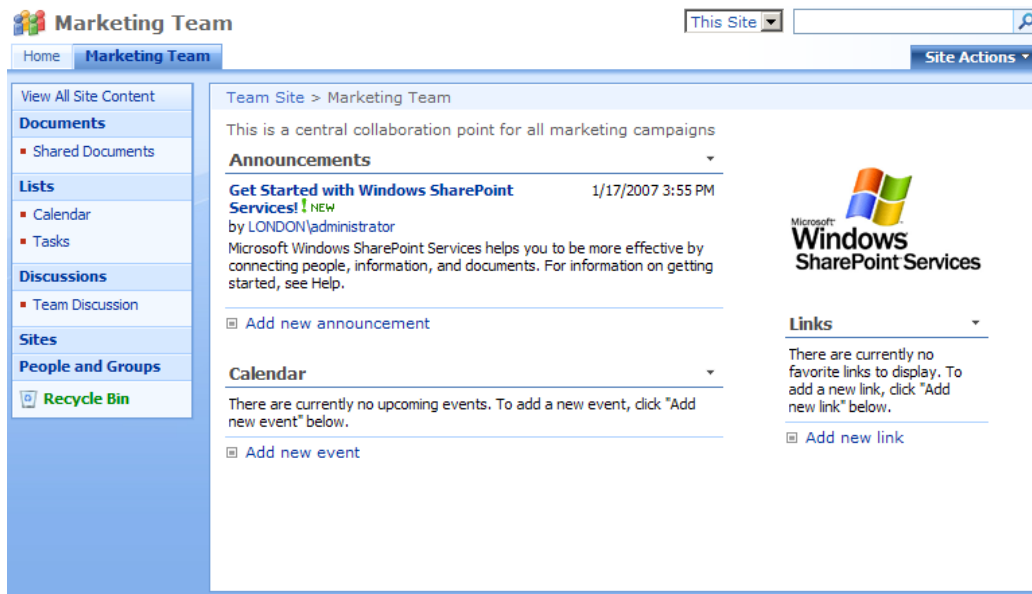 Marketing Team
This Site
Home
Marketing Team
Site Actions
View All Site Content
Documents
Shared Documents
Lists
Calendar
Tasks
Discussions
Team Discussion
Sites
People and Groups
Recycle Bin
Team Site > Marketing Team
This is a central collaboration point for all marketing campaigns
Announcements
Get Started with Windows SharePoint 1/17/2007 3:55 PM
Services! ! NEW
by LONDON\administrator
Microsoft Windows SharePoint Services helps you to be more effective by
connecting people, information, and documents. For information on getting
started, see Help.
Add new announcement
Calendar
There are currently no upcoming events. To add a new event, click "Add
new event" below.
Add new event
Microsoft
Windows
SharePoint Services
Links
There are currently no
favorite links to display. To
add a new link, click "Add
new link" below.
Add new link